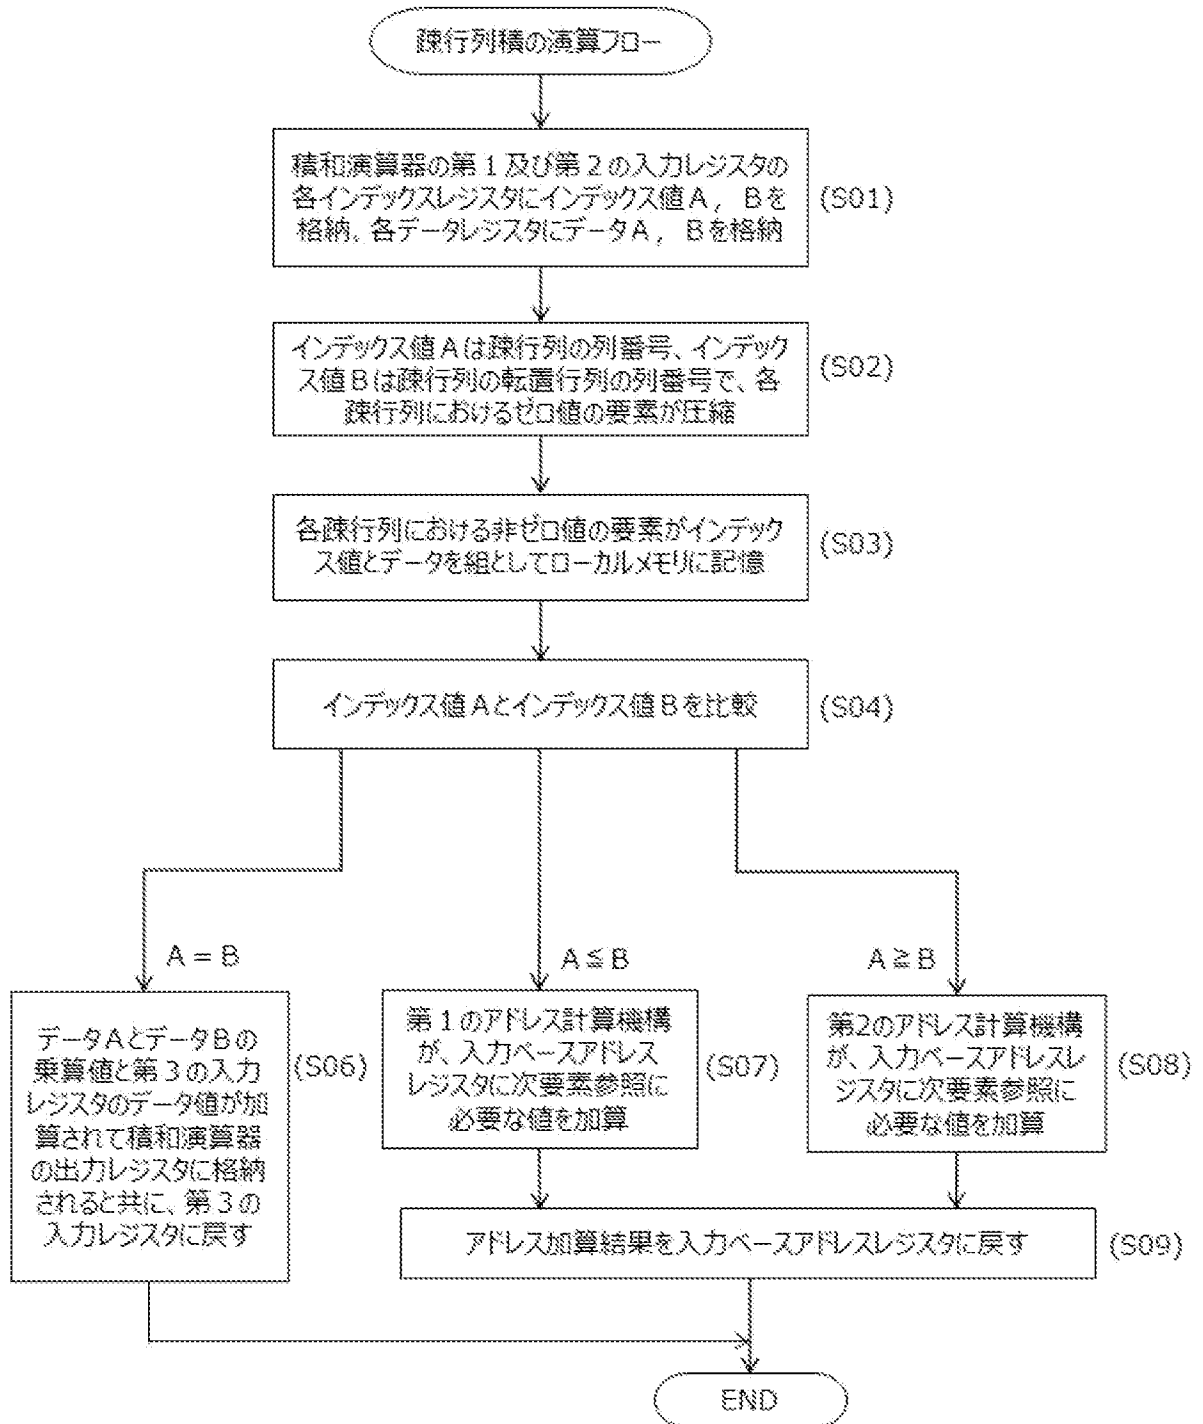 疎行列積の演算フロー
積和演算器の第1及び第2の入力レジスタの
各インデックスレジスタにインデックス値A，Bを
格納、各データレジスタにデータA，Bを格納
(S01)
インデックス値Aは疎行列の列番号、インデック
ス値Bは疎行列の転置行列の列番号で、各
疎行列におけるゼロ値の要素が圧縮
(S02)
各疎行列における非ゼロ値の要素がインデック
ス値とデータを組としてローカルメモリに記憶
(S03)
インデックス値Aとインデックス値Bを比較
(S04)
A＝B
A≦B
A≧B
データAとデータBの
乗算値と第3の入力
レジスタのデータ値が加
算されて積和演算器
の出力レジスタに格納
されると共に、第3の
入力レジスタに戻す
(S06)
第1のアドレス計算機構
が、入力ベースアドレス
レジスタに次要素参照に
必要な値を加算
(S07)
第2のアドレス計算機構
が、入力ベースアドレスレ
ジスタに次要素参照に
必要な値を加算
(S08)
アドレス加算結果を入力ベースアドレスレジスタに戻す
(S09)
END